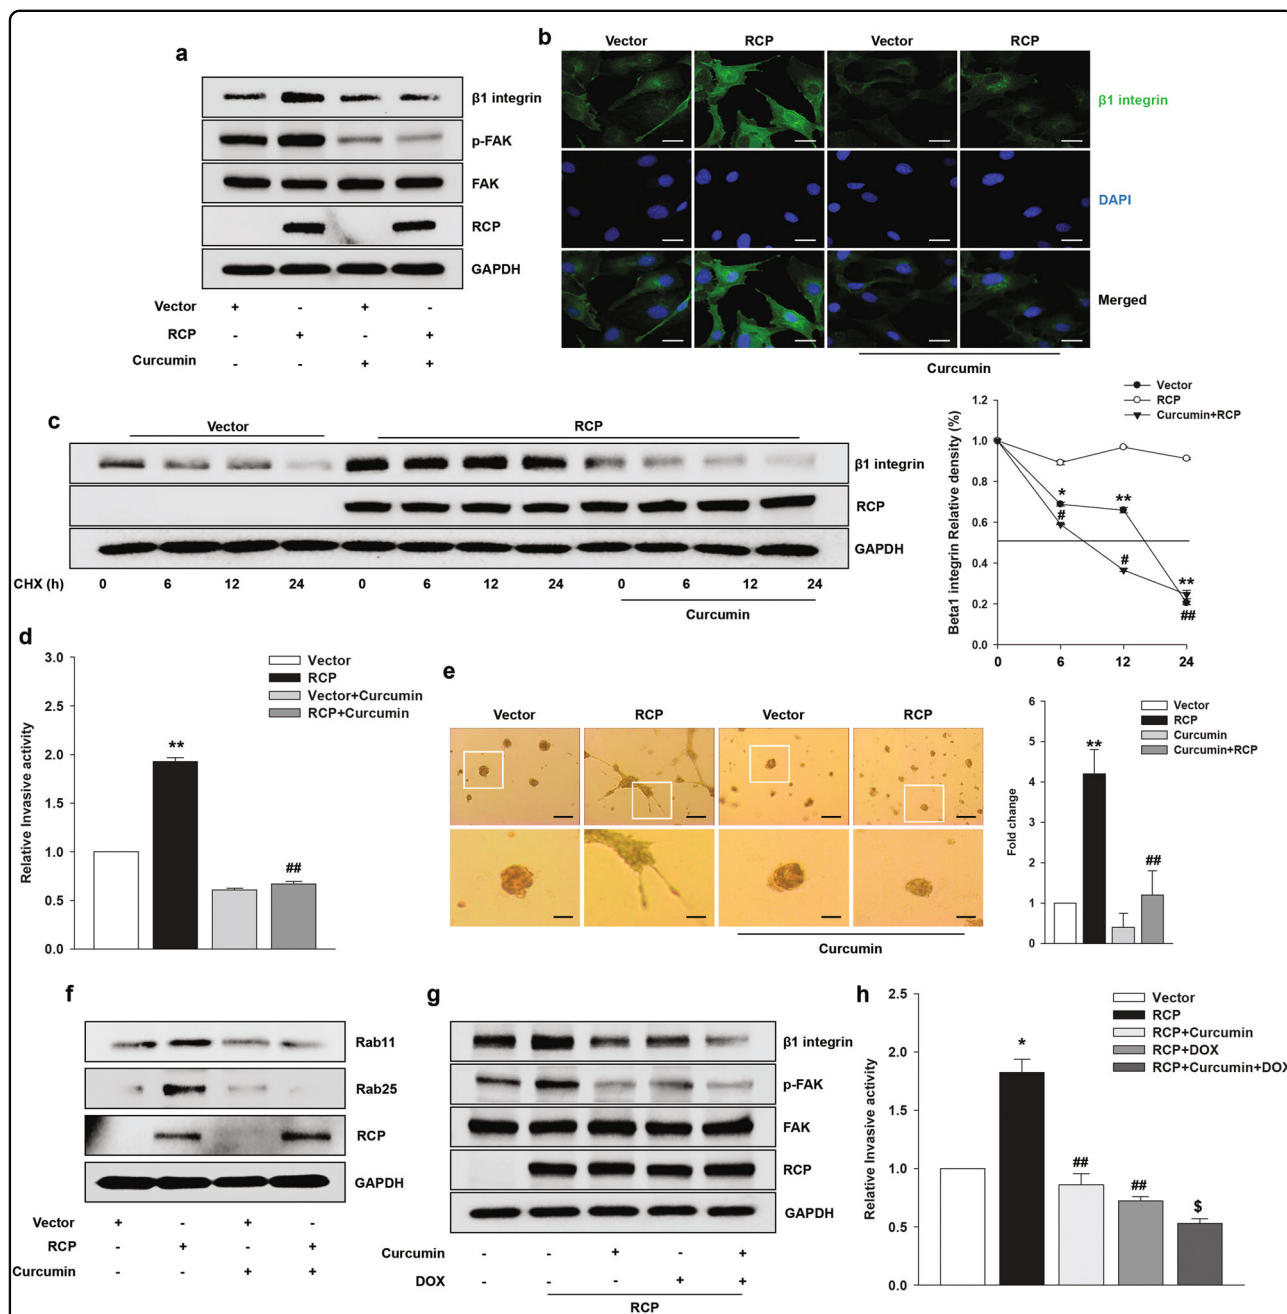 a
β1 integrin
p-FAK
FAK
RCP
GAPDH
Vector + - + -
RCP - + - +
Curcumin - - + +
b
Vector RCP Vector RCP
β1 integrin
DAPI
Merged
Curcumin
c
Vector RCP
β1 integrin
RCP
GAPDH
CHX (h) 0 6 12 24 0 6 12 24 0 6 12 24
Curcumin
Vector
RCP
Curcumin+RCP
Beta1 integrin Relative density (%)
1.2
1.0
0.8
0.6
0.4
0.2
0.0
* ** **
# # ##
0 6 12 24
d
Relative Invasive activity
3.0
2.5
2.0
1.5
1.0
0.5
0.0
Vector
RCP
Vector+Curcumin
RCP+Curcumin
**
##
e
Vector RCP Vector RCP
Curcumin
Fold change
6
5
4
2
1
0
Vector
RCP
Curcumin
Curcumin+RCP
**
##
f
Rab11
Rab25
RCP
GAPDH
Vector + - + -
RCP - + - +
Curcumin - - + +
g
β1 integrin
p-FAK
FAK
RCP
GAPDH
Curcumin - - + - +
DOX - - - + +
RCP
h
Relative Invasive activity
2.5
2.0
1.5
1.0
0.5
0.0
Vector
RCP
RCP+Curcumin
RCP+DOX
RCP+Curcumin+DOX
*
##
##
$